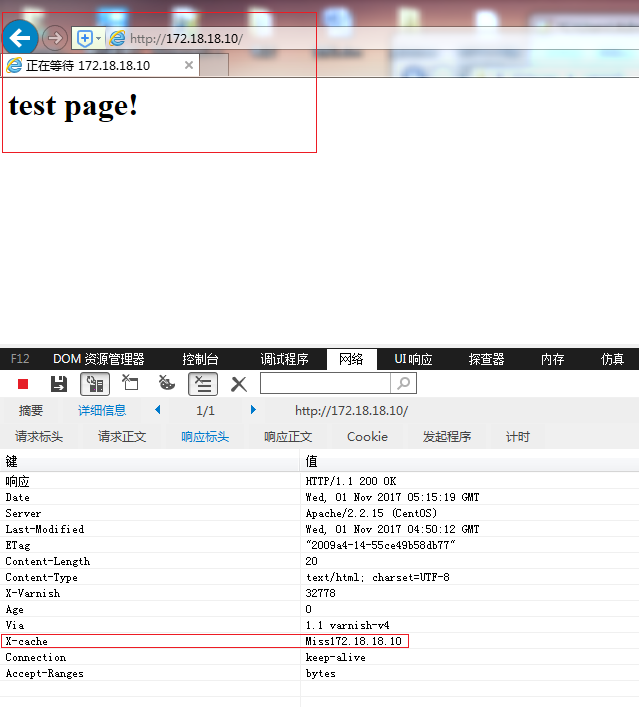 http://172.18.18.10/
正在等待 172.18.18.10
test page!
F12 DOM 资源管理器 控制台 调试程序 网络 UI 响应 探查器 内存 仿真
摘要 详细信息 1/1 http://172.18.18.10/
请求标头 请求正文 响应标头 响应正文 Cookie 发起程序 计时
键 值
响应 HTTP/1.1 200 OK
Date Wed, 01 Nov 2017 05:15:19 GMT
Server Apache/2.2.15 (CentOS)
Last-Modified Wed, 01 Nov 2017 04:50:12 GMT
ETag "2009a4-14-55ce49b58db77"
Content-Length 20
Content-Type text/html; charset=UTF-8
X-Varnish 32778
Age 0
Via 1.1 varnish-v4
X-cache Miss172.18.18.10
Connection keep-alive
Accept-Ranges bytes